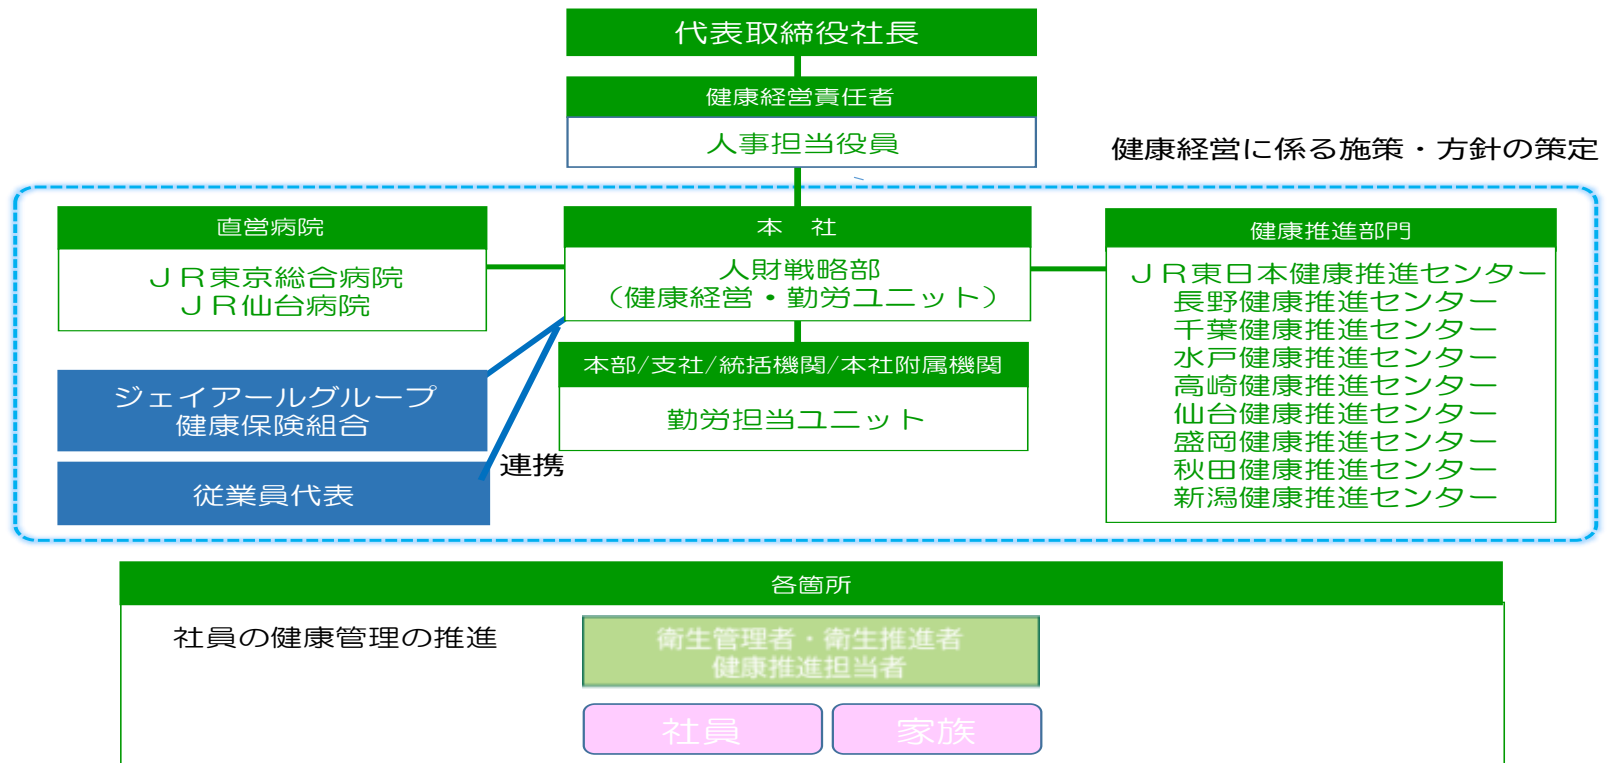 代表取締役社長
健康経営責任者
人事担当役員
健康経営に係る施策・方針の策定
直営病院
ＪＲ東京総合病院
ＪＲ仙台病院
本　社
人財戦略部
（健康経営・勤労ユニット）
健康推進部門
ＪＲ東日本健康推進センター
長野健康推進センター
千葉健康推進センター
水戸健康推進センター
高崎健康推進センター
仙台健康推進センター
盛岡健康推進センター
秋田健康推進センター
新潟健康推進センター
本部/支社/統括機関/本社附属機関
勤労担当ユニット
ジェイアールグループ
健康保険組合
連携
従業員代表
各箇所
社員の健康管理の推進
衛生管理者・衛生推進者
健康推進担当者
社員
家族